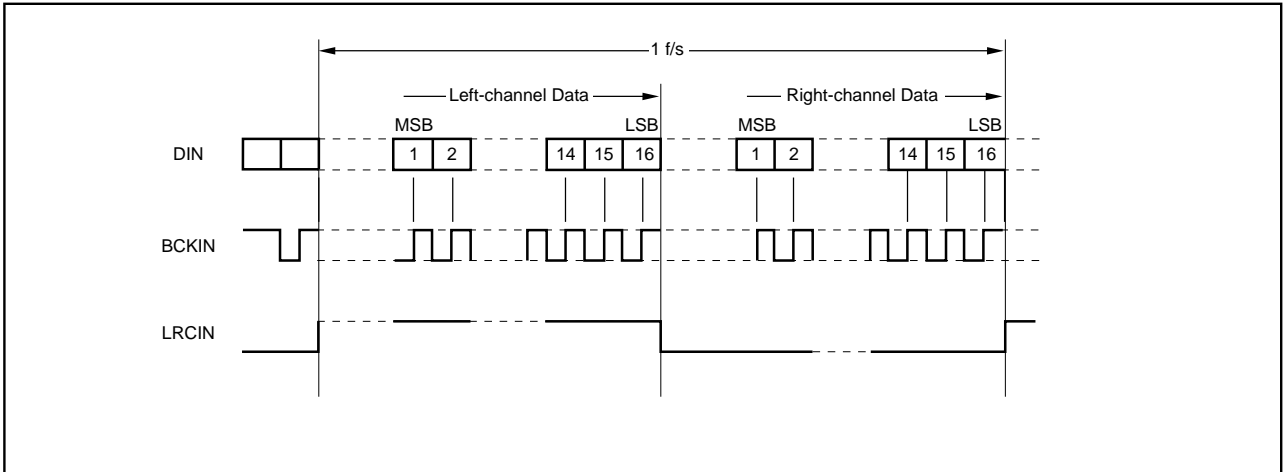 1 f/s
Left-channel Data Right-channel Data
MSB LSB MSB LSB
DIN 1 2 14 15 16 1 2 14 15 16
BCKIN
LRCIN